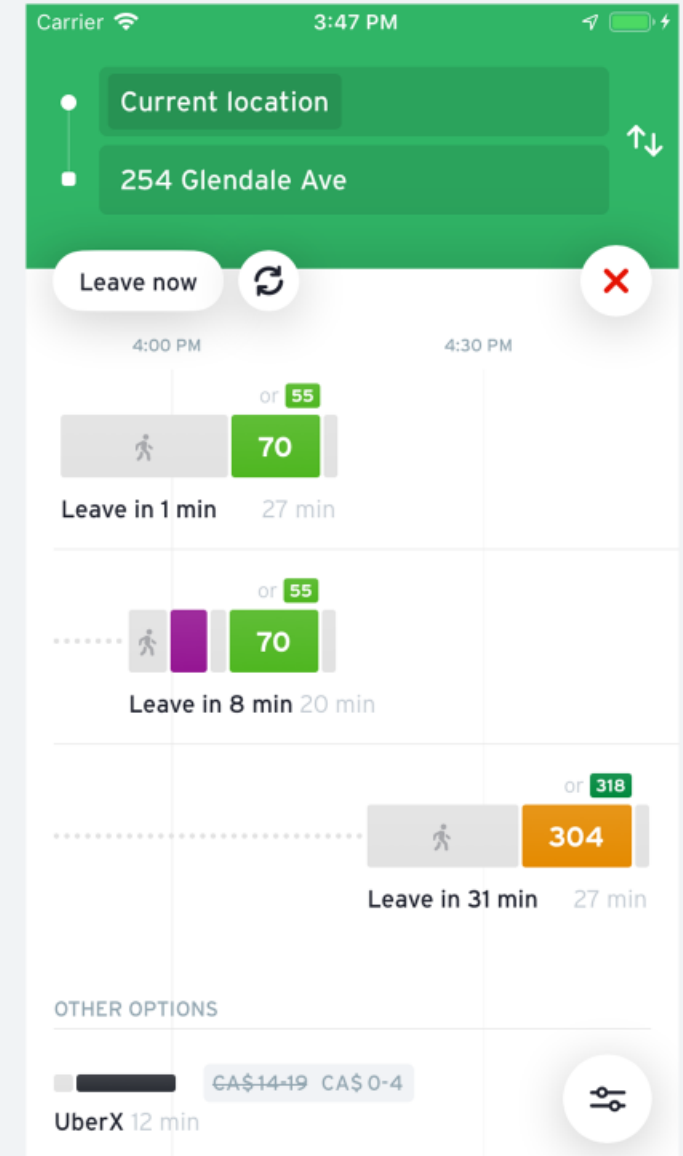 Carrier 3:47 PM
Current location
254 Glendale Ave
Leave now
4:00 PM 4:30 PM
or 55
70
Leave in 1 min 27 min
or 55
70
Leave in 8 min 20 min
or 318
304
Leave in 31 min 27 min
OTHER OPTIONS
CA$14-19 CA$0-4
UberX 12 min